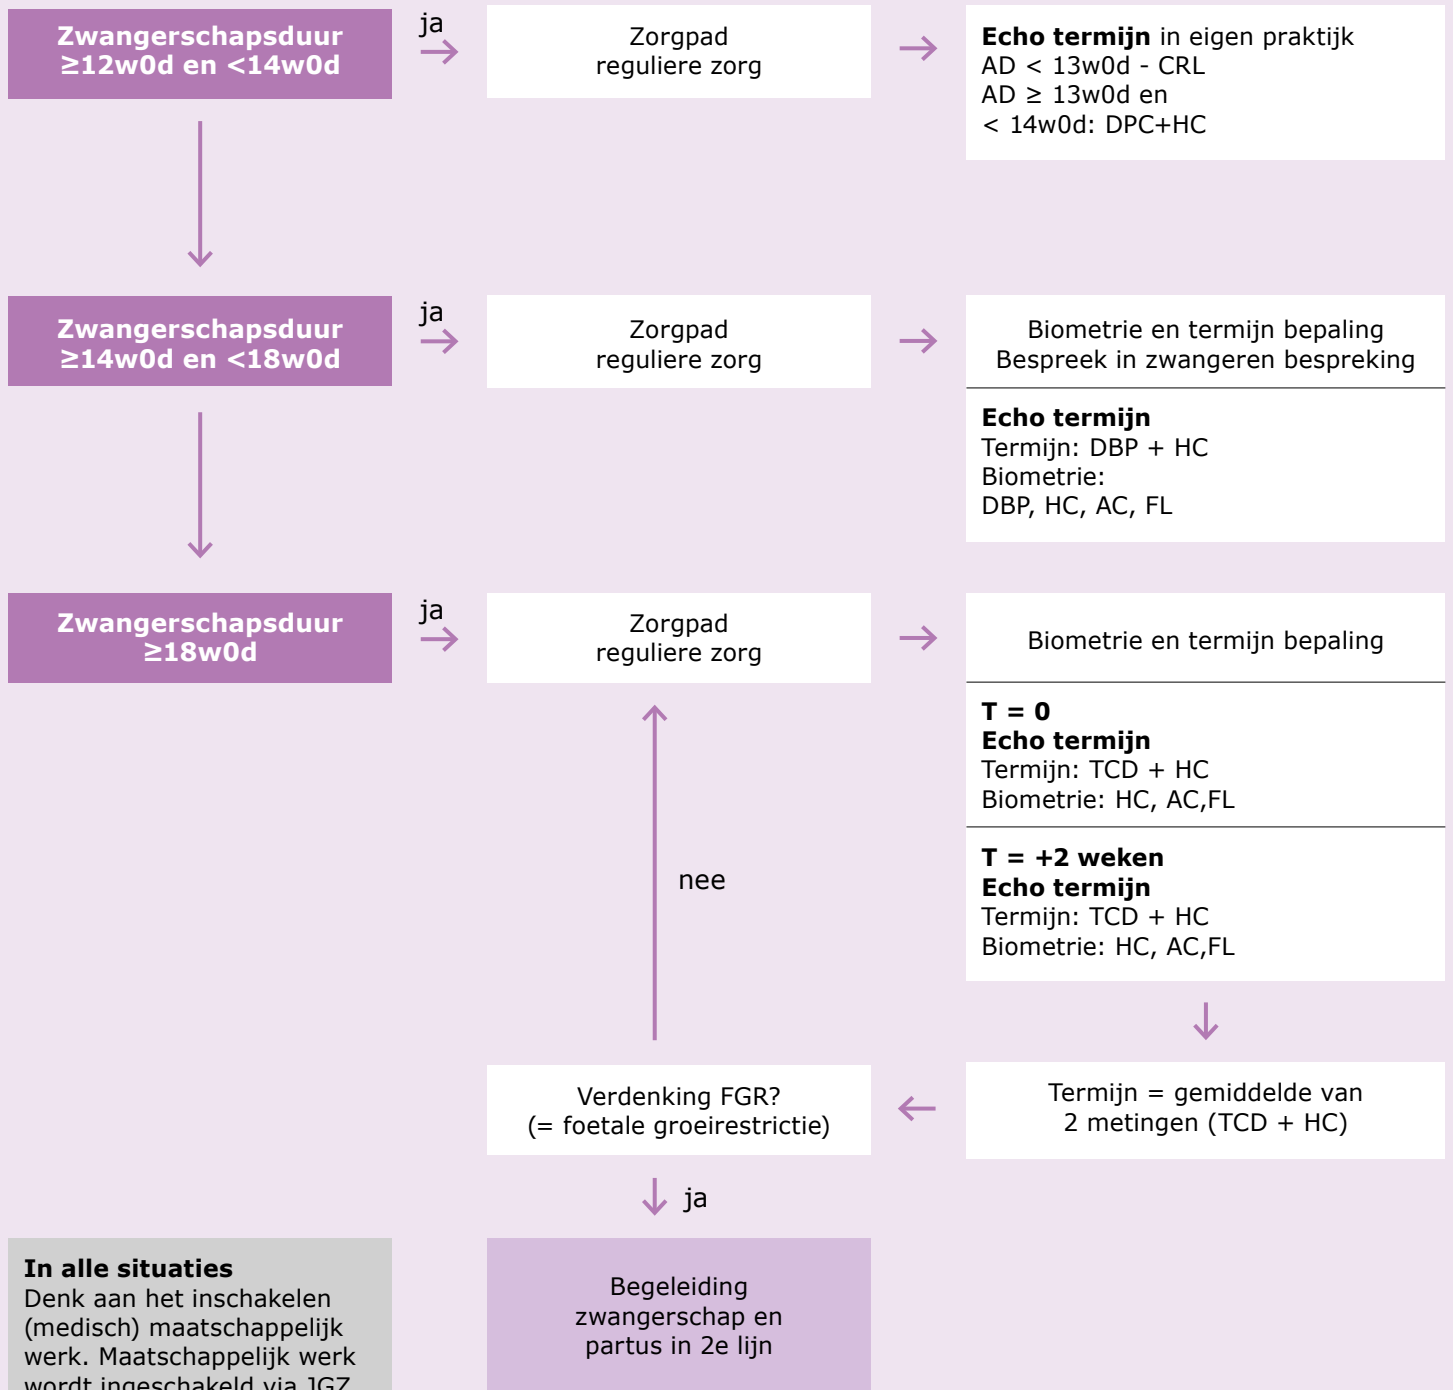 Zwangerschapsduur
≥12w0d en <14w0d
ja
Zorgpad
reguliere zorg
Echo termijn in eigen praktijk
AD < 13w0d - CRL
AD ≥ 13w0d en
< 14w0d: DPC+HC
Zwangerschapsduur
≥14w0d en <18w0d
ja
Zorgpad
reguliere zorg
Biometrie en termijn bepaling
Bespreek in zwangeren bespreking
Echo termijn
Termijn: DBP + HC
Biometrie:
DBP, HC, AC, FL
Zwangerschapsduur
≥18w0d
ja
Zorgpad
reguliere zorg
Biometrie en termijn bepaling
T = 0
Echo termijn
Termijn: TCD + HC
Biometrie: HC, AC,FL
T = +2 weken
Echo termijn
Termijn: TCD + HC
Biometrie: HC, AC,FL
nee
Termijn = gemiddelde van
2 metingen (TCD + HC)
Verdenking FGR?
(= foetale groeirestrictie)
ja
Begeleiding
zwangerschap en
partus in 2e lijn
In alle situaties
Denk aan het inschakelen
(medisch) maatschappelijk
werk. Maatschappelijk werk
wordt ingeschakeld via JGZ